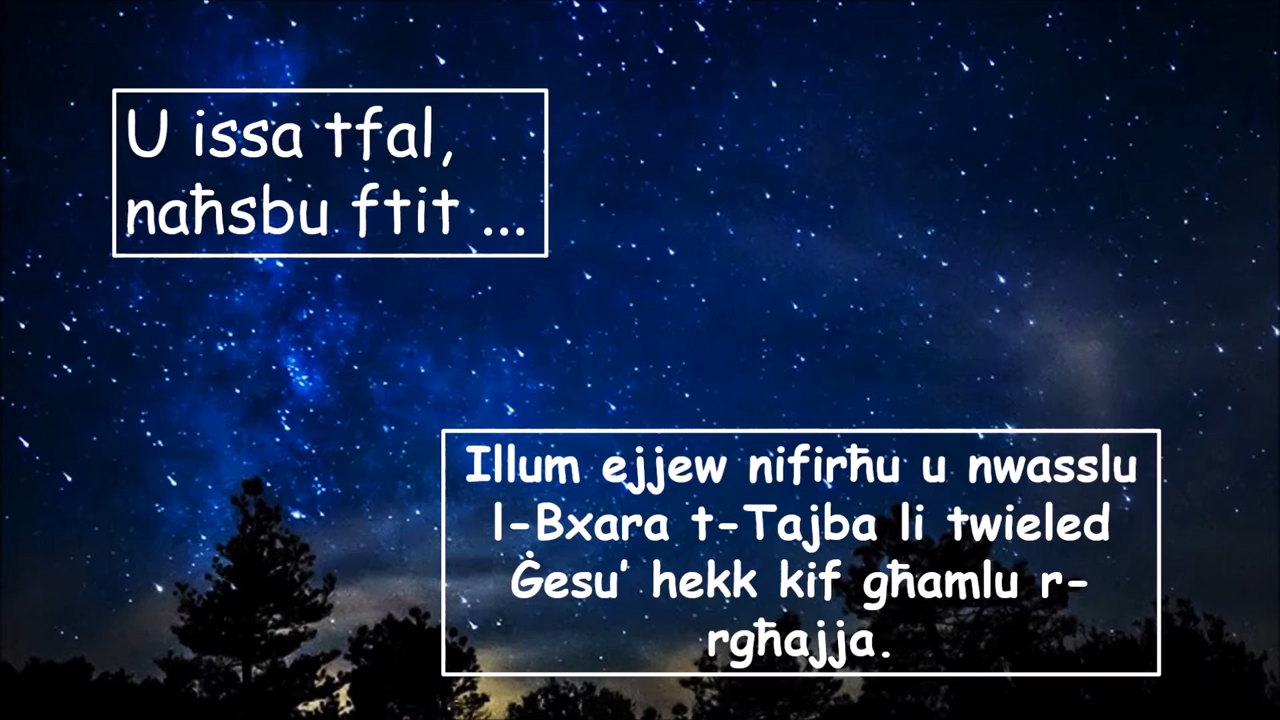 U issa tfal,
naħsbu ftit ...
Illum ejjew nifirħu u nwasslu
l-Bxara t-Tajba li twieled
Ġesu’ hekk kif għamlu r-
rgħajja.